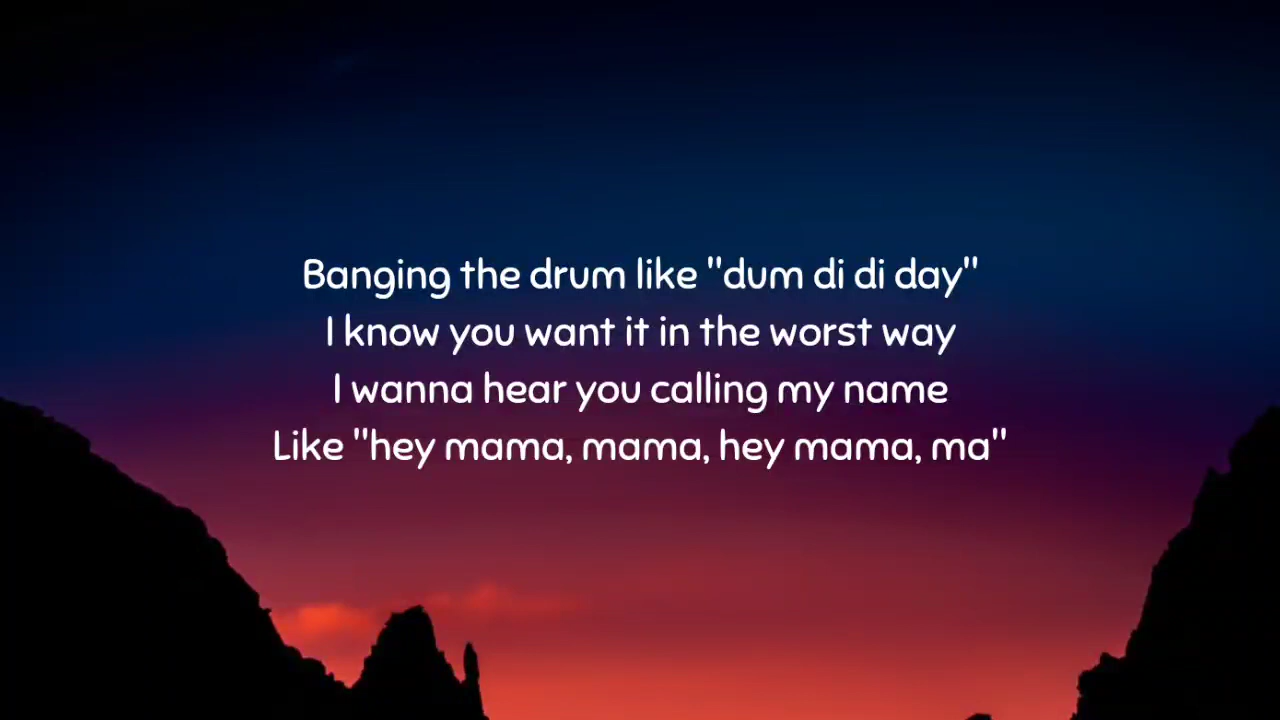 Banging the drum like "dum di di day"
I know you want it in the worst way
I wanna hear you calling my name
Like "hey mama, mama, hey mama, ma"